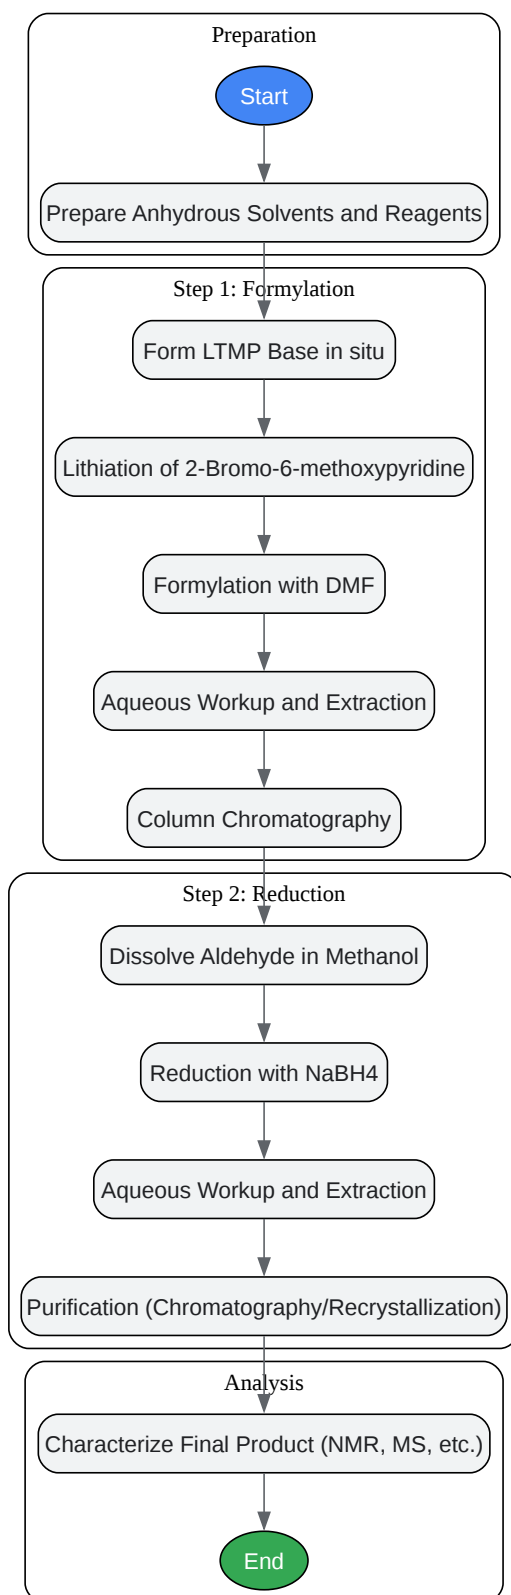 Preparation
Start
Prepare Anhydrous Solvents and Reagents
Step 1: Formylation
Form LTMP Base in situ
Lithiation of 2-Bromo-6-methoxypyridine
Formylation with DMF
Aqueous Workup and Extraction
Column Chromatography
Step 2: Reduction
Dissolve Aldehyde in Methanol
Reduction with NaBH4
Aqueous Workup and Extraction
Purification (Chromatography/Recrystallization)
Analysis
Characterize Final Product (NMR, MS, etc.)
End